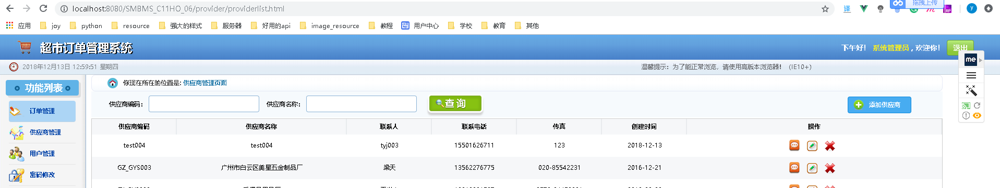 localhost:8080/SMBMS_C11HO_06/provider/providerlist.html
译
拖拽上传
RP
y
应用 joy python resource 强大的样式 服务器 好用的api image_resource 教程 用户中心 学校 教育 其他
超市订单管理系统
下午好! 系统管理员 , 欢迎你! 退出
me
2018年12月13日 12:59:51 星期四
温馨提示: 为了能正常浏览, 请使用高版本浏览器! (IE10+)
功能列表
订单管理
供应商管理
用户管理
密码修改
你现在所在的位置是: 供应商管理页面
供应商编码: 供应商名称: 查 询 添加供应商
供应商编码 供应商名称 联系人 联系电话 传真 创建时间 操作
test004 test004 tyj003 15501626711 123 2018-12-13
GZ_GYS003 广州市白云区美星五金制品厂 梁天 13562276775 020-85542231 2016-12-21